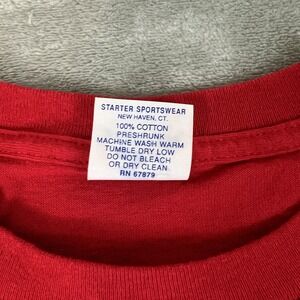 STARTER SPORTSWEAR
NEW HAVEN, CT.
100% COTTON
PRESHRUNK
MACHINE WASH WARM
TUMBLE DRY LOW
DO NOT BLEACH
OR DRY CLEAN
RN 67879